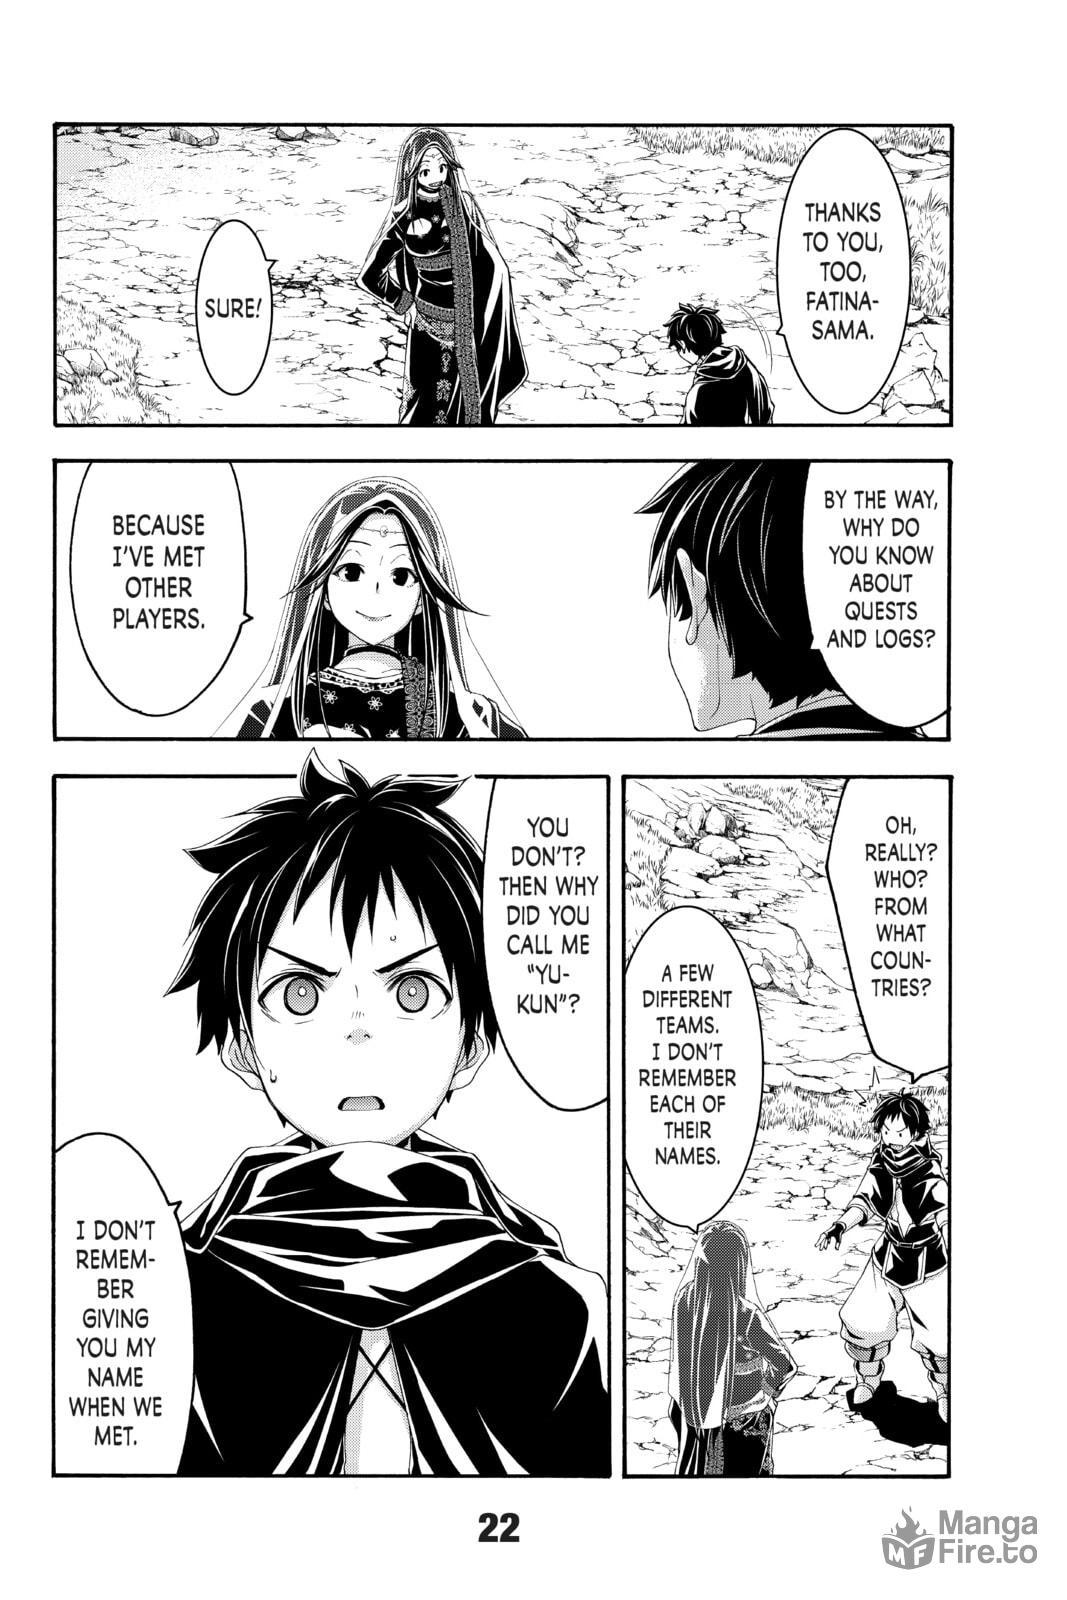 THANKS
TO YOU,
TOO,
FATINA-
SAMA.
SURE!
BY THE WAY,
WHY DO
YOU KNOW
ABOUT
QUESTS
AND LOGS?
BECAUSE
I'VE MET
OTHER
PLAYERS.
OH,
REALLY?
WHO?
FROM
WHAT
COUN-
TRIES?
A FEW
DIFFERENT
TEAMS.
I DON'T
REMEMBER
EACH OF
THEIR
NAMES.
YOU
DON'T?
THEN WHY
DID YOU
CALL ME
"YU-
KUN"?
I DON'T
REMEM-
BER
GIVING
YOU MY
NAME
WHEN WE
MET.
22
MF
Manga
Fire.to